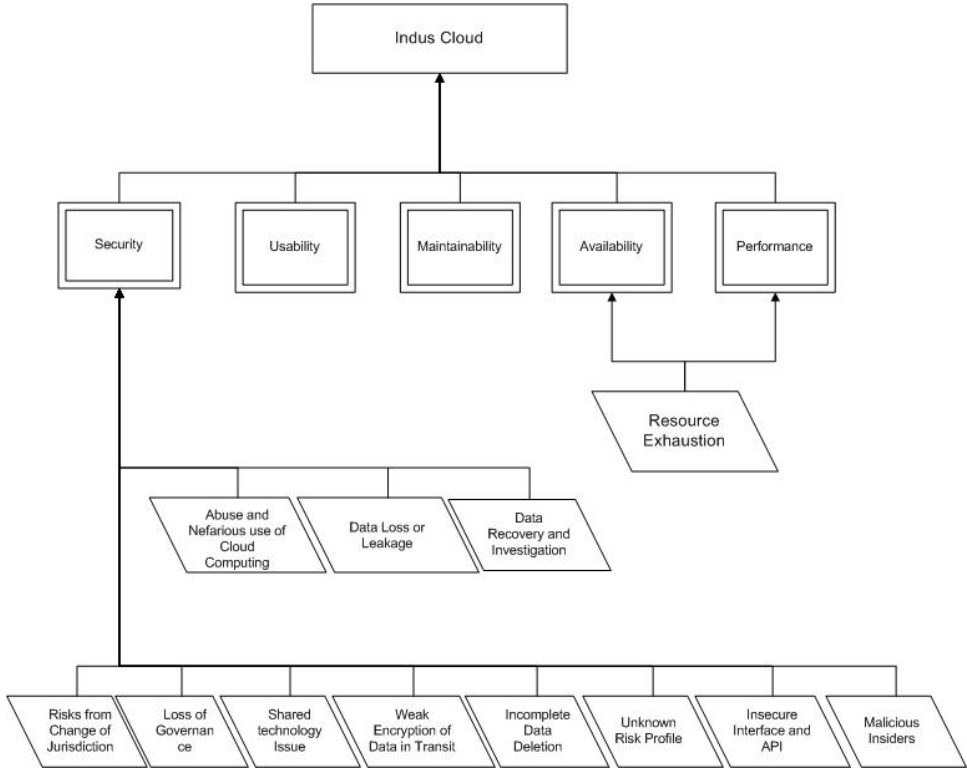 Indus Cloud
Security
Usability
Maintainability
Availability
Performance
Resource
Exhaustion
Abuse and
Nefarious use of
Cloud
Computing
Data Loss or
Leakage
Data
Recovery and
Investigation
Risks from
Change of
Jurisdiction
Loss of
Governan
ce
Shared
technology
Issue
Weak
Encryption of
Data in Transit
Incomplete
Data
Deletion
Unknown
Risk Profile
Insecure
Interface and
API
Malicious
Insiders